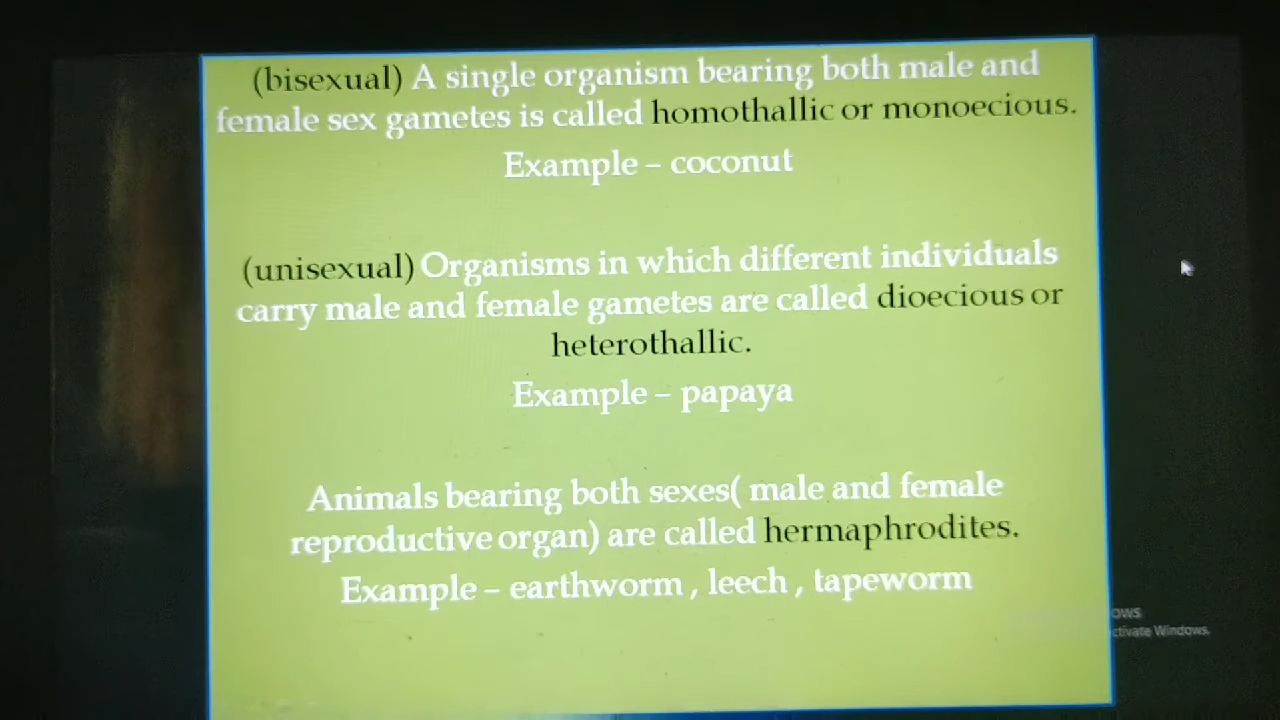 (bisexual) A single organism bearing both male and
female sex gametes is called homothallic or monoecious.
Example – coconut
(unisexual) Organisms in which different individuals
carry male and female gametes are called dioecious or
heterothallic.
Example – papaya
Animals bearing both sexes( male and female
reproductive organ) are called hermaphrodites.
Example – earthworm , leech , tapeworm
Windows.